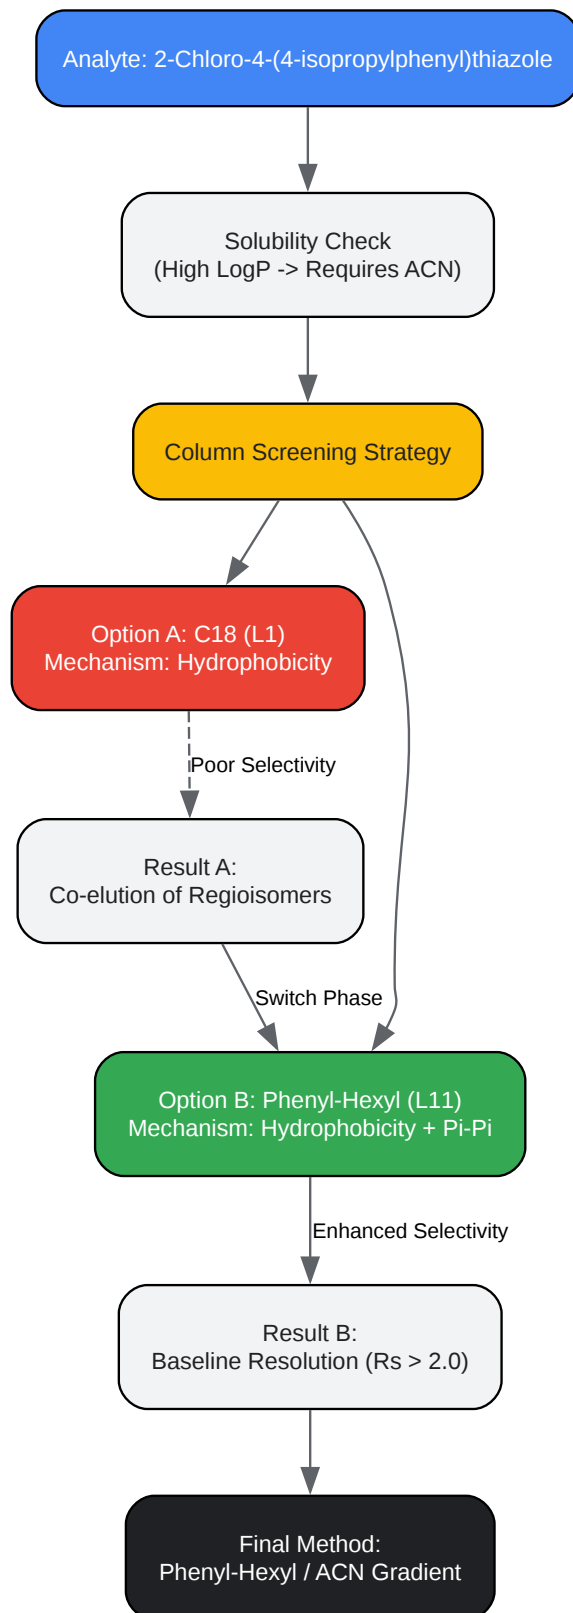 Analyte: 2-Chloro-4-(4-isopropylphenyl)thiazole
Solubility Check
(High LogP -> Requires ACN)
Column Screening Strategy
Option A: C18 (L1)
Mechanism: Hydrophobicity
Poor Selectivity
Result A:
Co-elution of Regioisomers
Switch Phase
Option B: Phenyl-Hexyl (L11)
Mechanism: Hydrophobicity + Pi-Pi
Enhanced Selectivity
Result B:
Baseline Resolution (Rs > 2.0)
Final Method:
Phenyl-Hexyl / ACN Gradient